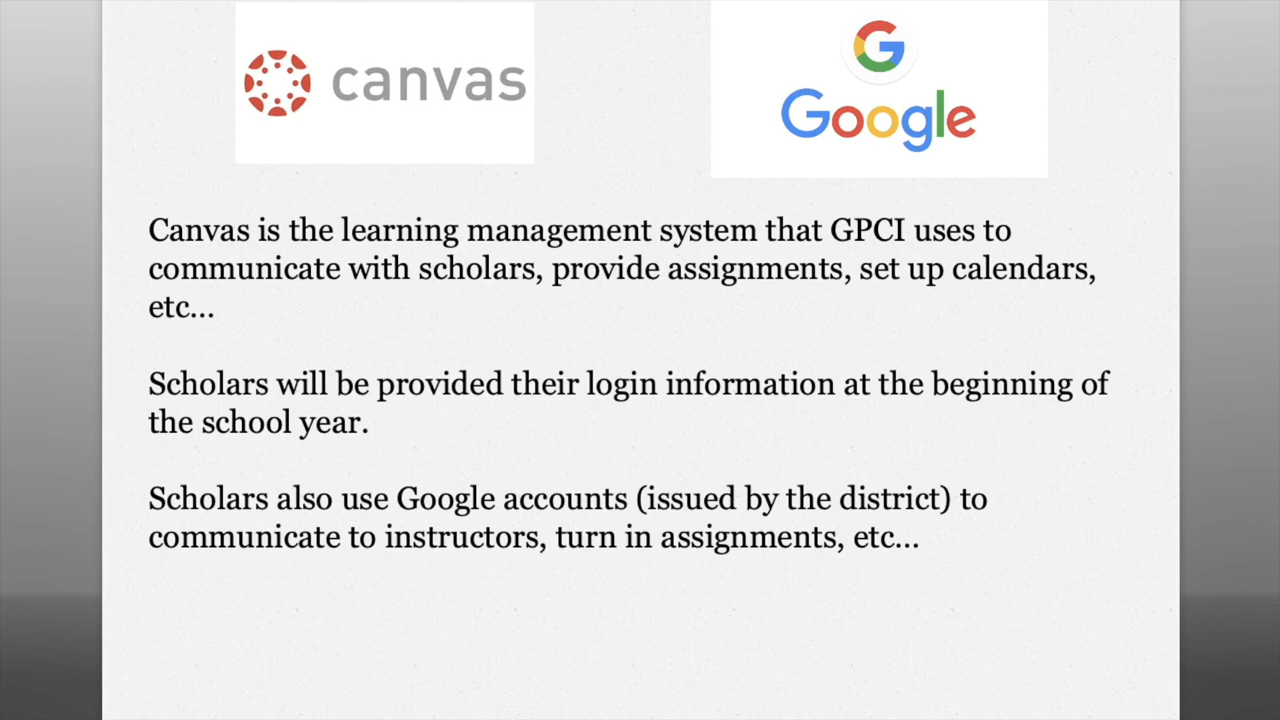 canvas
G
Google
Canvas is the learning management system that GPCI uses to
communicate with scholars, provide assignments, set up calendars,
etc...
Scholars will be provided their login information at the beginning of
the school year.
Scholars also use Google accounts (issued by the district) to
communicate to instructors, turn in assignments, etc...